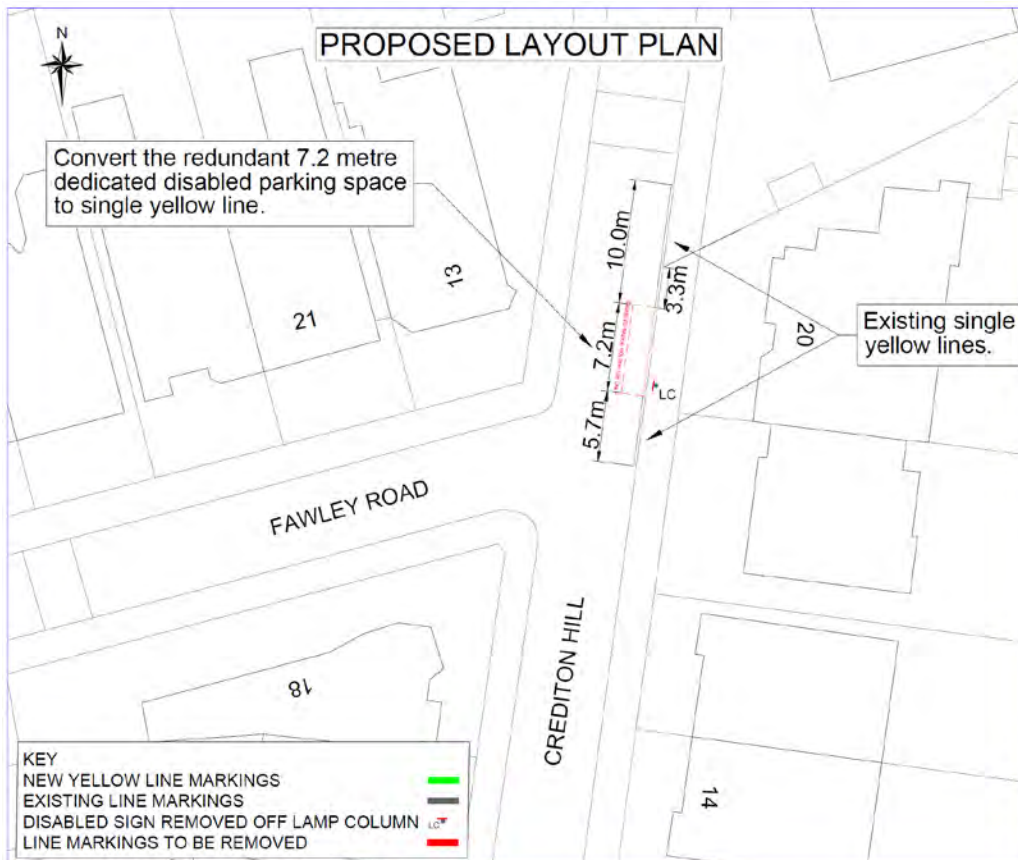 N
PROPOSED LAYOUT PLAN
Convert the redundant 7.2 metre
dedicated disabled parking space
to single yellow line.
10.0m
3.3m
13
21
7.2m
20
Existing single
yellow lines.
LC
5.7m
FAWLEY ROAD
CREDITON HILL
18
14
KEY
NEW YELLOW LINE MARKINGS
EXISTING LINE MARKINGS
DISABLED SIGN REMOVED OFF LAMP COLUMN LC
LINE MARKINGS TO BE REMOVED